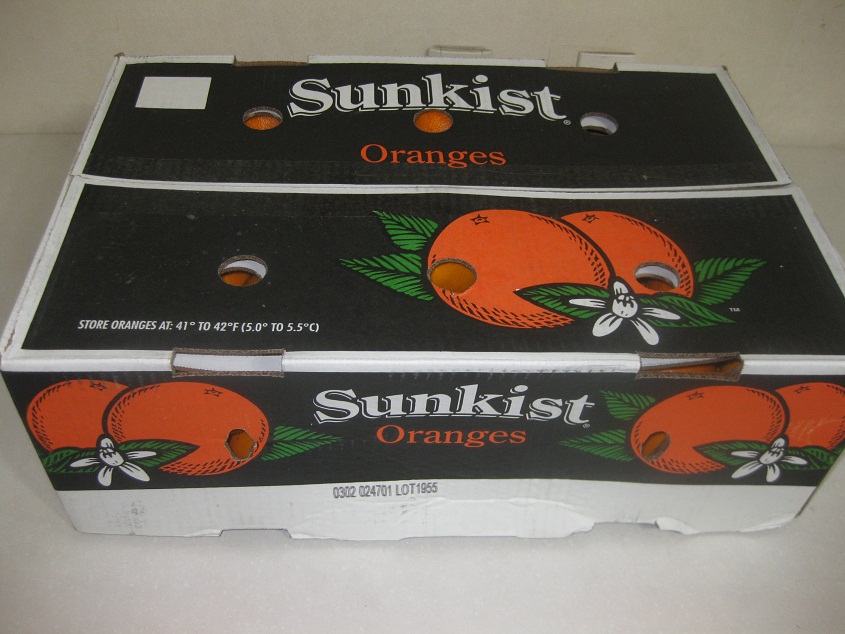 Sunkist®
Oranges
STORE ORANGES AT: 41° TO 42°F (5.0° TO 5.5°C)
TM
Sunkist®
Oranges
0302 024701 LOT1955